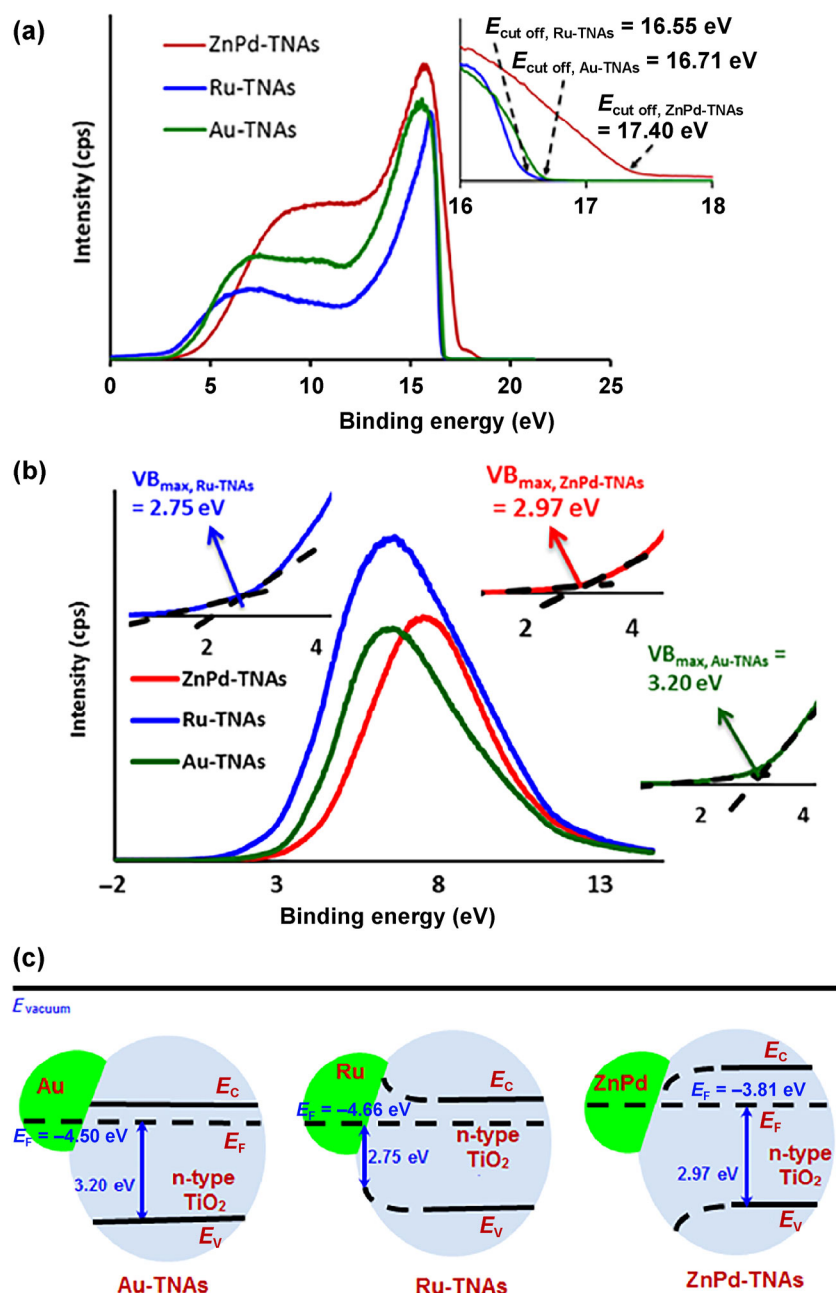 (a)
ZnPd-TNAs
Ru-TNAs
Au-TNAs
E cut off, Ru-TNAs = 16.55 eV
E cut off, Au-TNAs = 16.71 eV
E cut off, ZnPd-TNAs
= 17.40 eV
16 17 18
Intensity (cps)
0 5 10 15 20 25
Binding energy (eV)
(b)
VBmax, Ru-TNAs
= 2.75 eV
2 4
VBmax, ZnPd-TNAs
= 2.97 eV
2 4
VBmax, Au-TNAs =
3.20 eV
2 4
Intensity (cps)
ZnPd-TNAs
Ru-TNAs
Au-TNAs
–2 3 8 13
Binding energy (eV)
(c)
E vacuum
Au
EC
EF = –4.50 eV
EF
3.20 eV
n-type
TiO2
EV
Au-TNAs
Ru
EC
EF = –4.66 eV
n-type
TiO2
2.75 eV
EV
Ru-TNAs
ZnPd
EC
EF = –3.81 eV
EF
n-type
TiO2
2.97 eV
EV
ZnPd-TNAs